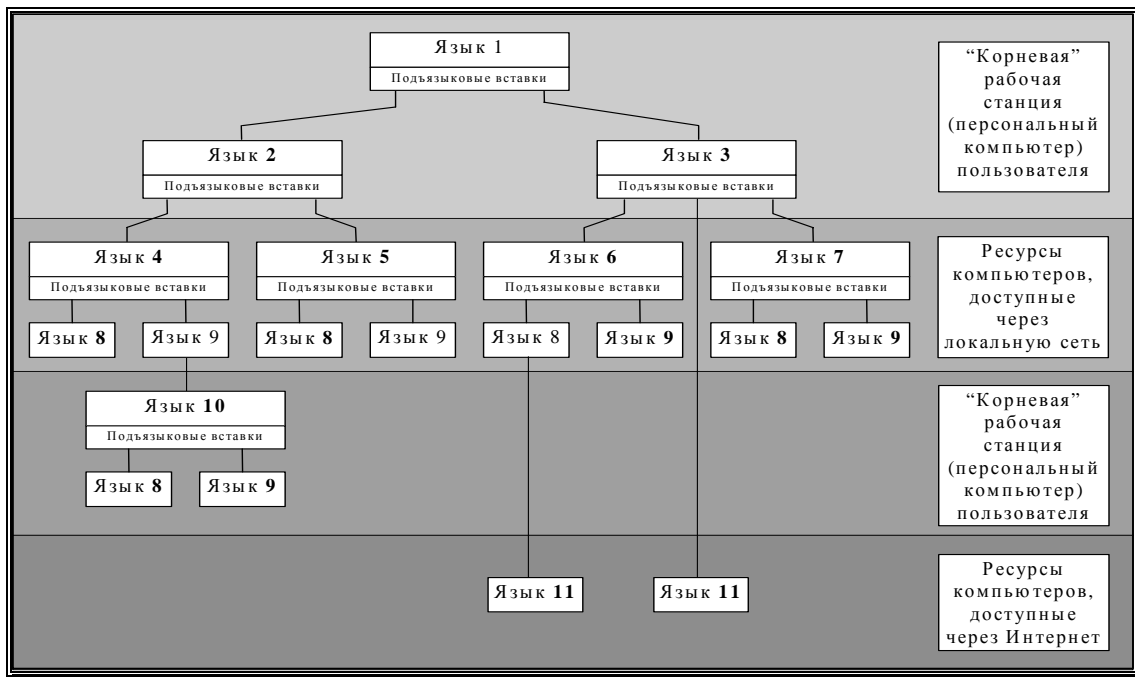 Язык 1
Подъязыковые вставки
“Корневая”
рабочая
станция
(персональный
компьютер)
пользователя
Язык 2
Подъязыковые вставки
Язык 3
Подъязыковые вставки
Язык 4
Подъязыковые вставки
Язык 5
Подъязыковые вставки
Язык 6
Подъязыковые вставки
Язык 7
Подъязыковые вставки
Язык 8
Язык 9
Язык 8
Язык 9
Язык 8
Язык 9
Язык 8
Язык 9
Ресурсы
компьютеров,
доступные
через
локальную сеть
Язык 10
Подъязыковые вставки
Язык 8
Язык 9
“Корневая”
рабочая
станция
(персональный
компьютер)
пользователя
Язык 11
Язык 11
Ресурсы
компьютеров,
доступные
через Интернет